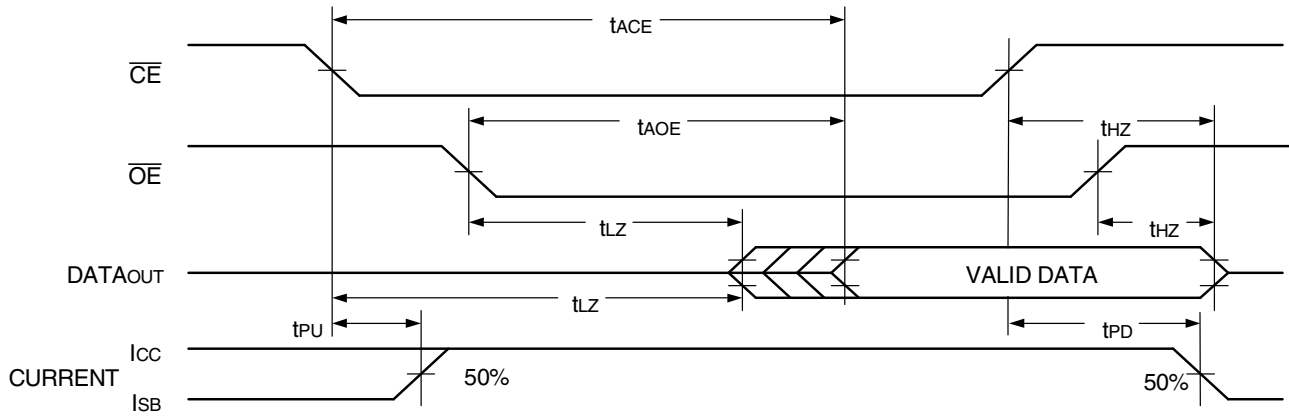 tACE
CE
tAOE
tHZ
OE
tLZ
tHZ
DATAOUT
VALID DATA
tLZ
tPU
tPD
ICC
CURRENT
50%
50%
ISB